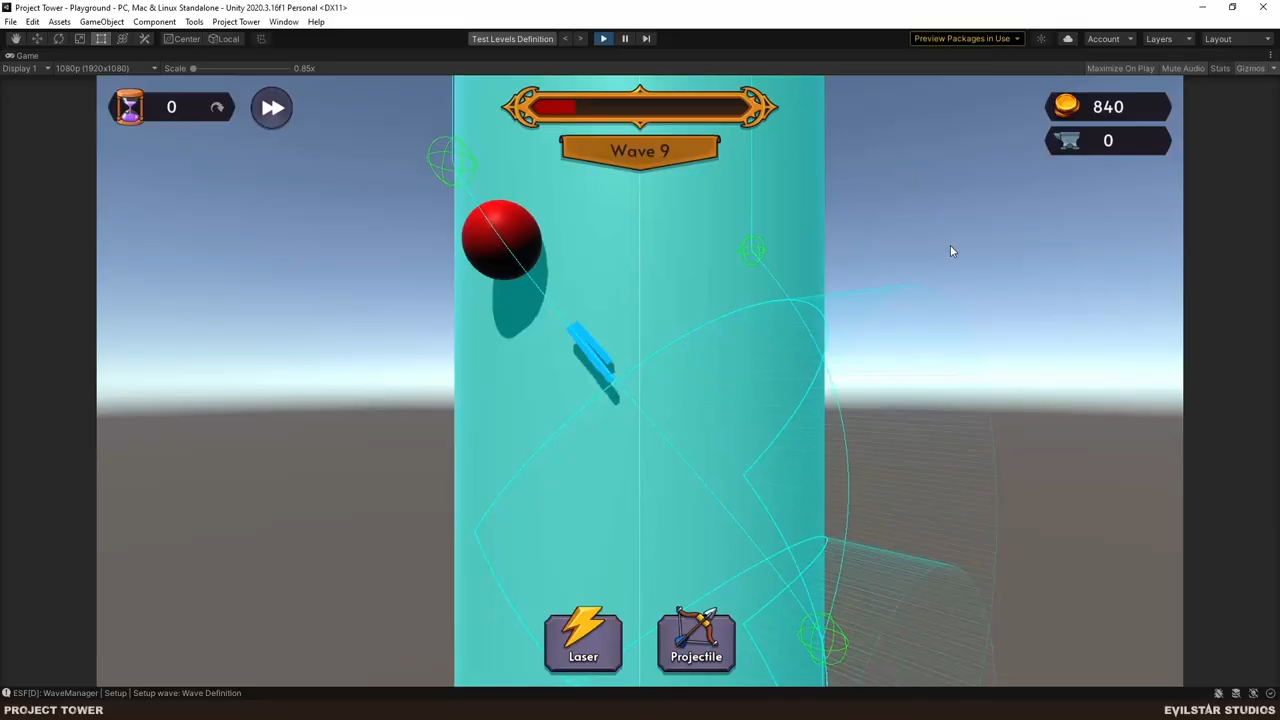 Project Tower - Playground - PC, Mac & Linux Standalone - Unity 2020.3.16f1 Personal <DX11>
File Edit Assets GameObject Component Tools Project Tower Window Help
Center Local Test Levels Definition < > Preview Packages in Use Account Layers Layout
Game
Display 1 1080p (1920x1080) Scale 0.85x Maximize On Play Mute Audio Stats Gizmos
0 840
Wave 9 0
Laser Projectile
ESF[D]: WaveManager | Setup | Setup wave: Wave Definition
PROJECT TOWER EVILSTAR STUDIOS